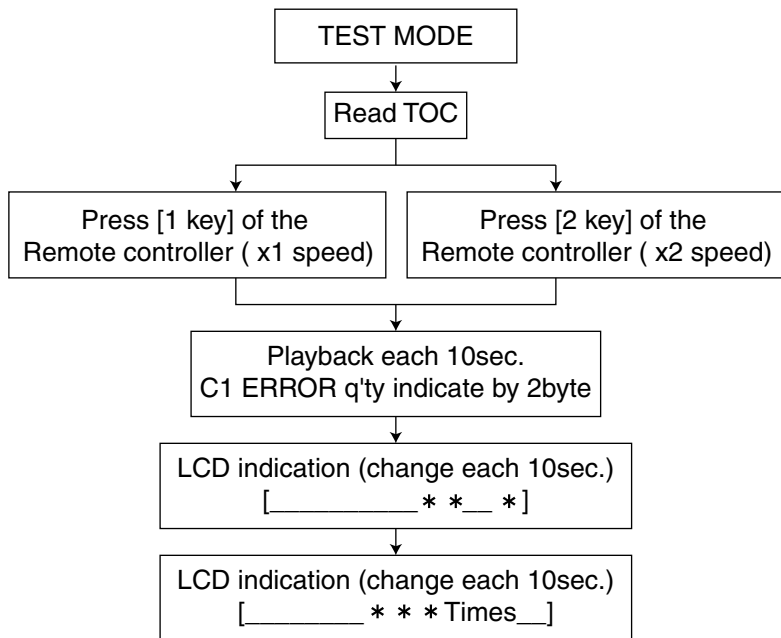 TEST MODE
Read TOC
Press [1 key] of the
Remote controller ( x1 speed)
Press [2 key] of the
Remote controller ( x2 speed)
Playback each 10sec.
C1 ERROR q'ty indicate by 2byte
LCD indication (change each 10sec.)
[__________ * *__ *]
LCD indication (change each 10sec.)
[________ * * * Times__]